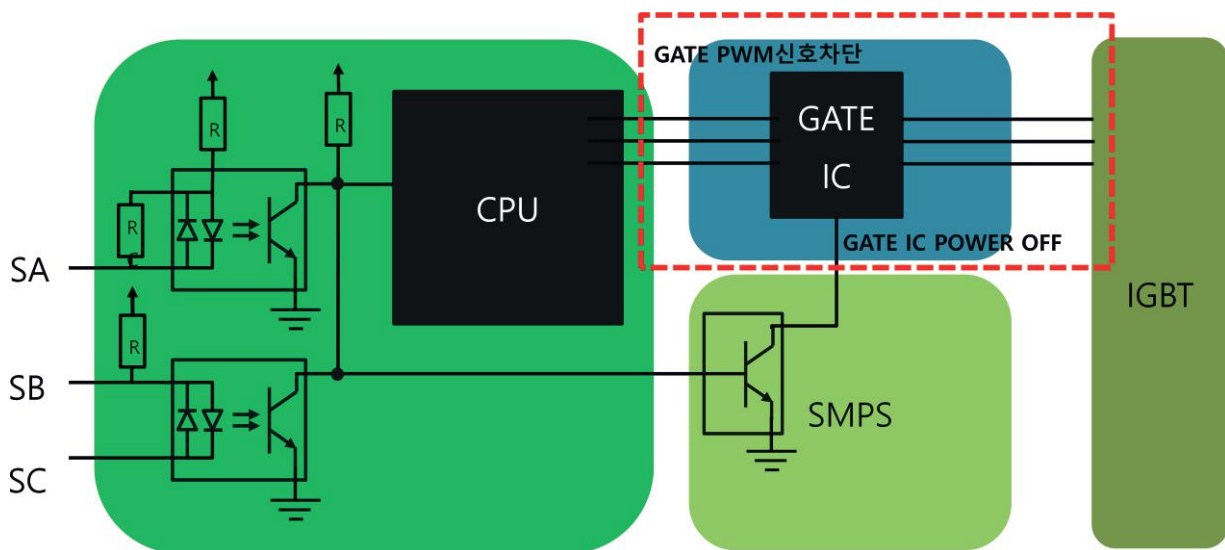 GATE PWM신호차단
R
R
GATE
IC
CPU
R
SA
GATE IC POWER OFF
IGBT
R
SB
SMPS
SC